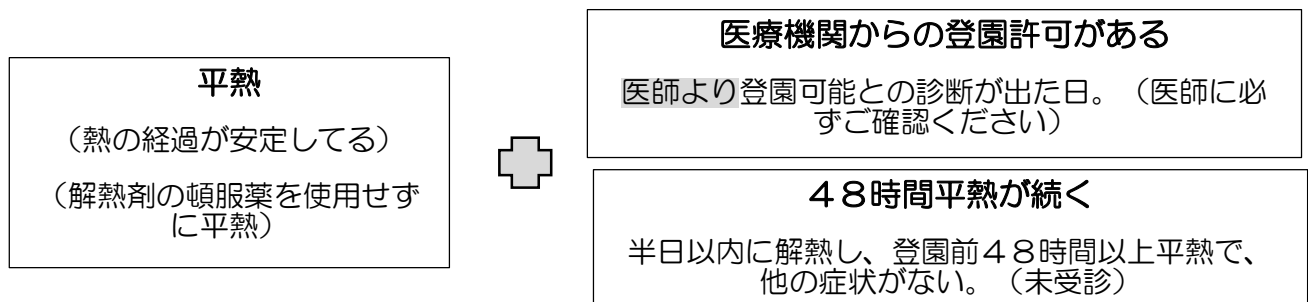 平熱
（熱の経過が安定してる）
（解熱剤の頓服薬を使用せず
に平熱）
医療機関からの登園許可がある
医師より登園可能との診断が出た日。（医師に必
ずご確認ください）
４８時間平熱が続く
半日以内に解熱し、登園前４８時間以上平熱で、
他の症状がない。（未受診）